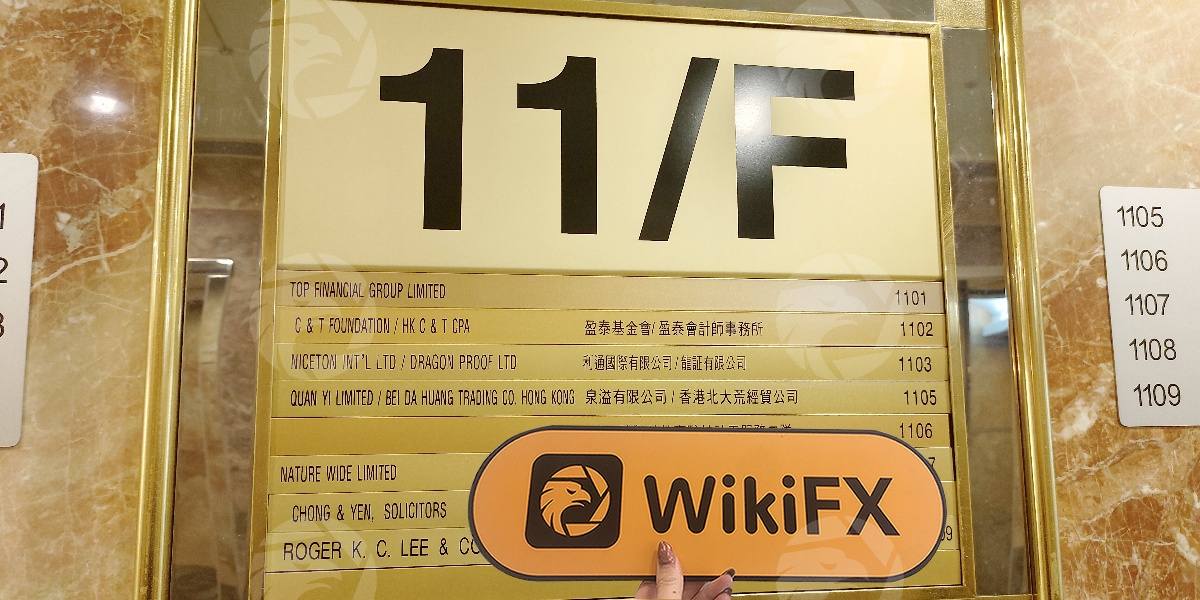 11/F
TOP FINANCIAL GROUP LIMITED 1101
C & T FOUNDATION / HK C & T CPA 盈泰基金會/ 盈泰會計師事務所 1102
NICETON INT'L LTD / DRAGON PROOF LTD 利通國際有限公司 / 龍証有限公司 1103
QUAN YI LIMITED / BEI DA HUANG TRADING CO. HONG KONG 泉溢有限公司 / 香港北大荒經貿公司 1105
1106
NATURE WIDE LIMITED
CHONG & YEN, SOLICITORS
ROGER K. C. LEE &
WikiFX
1105
1106
1107
1108
1109